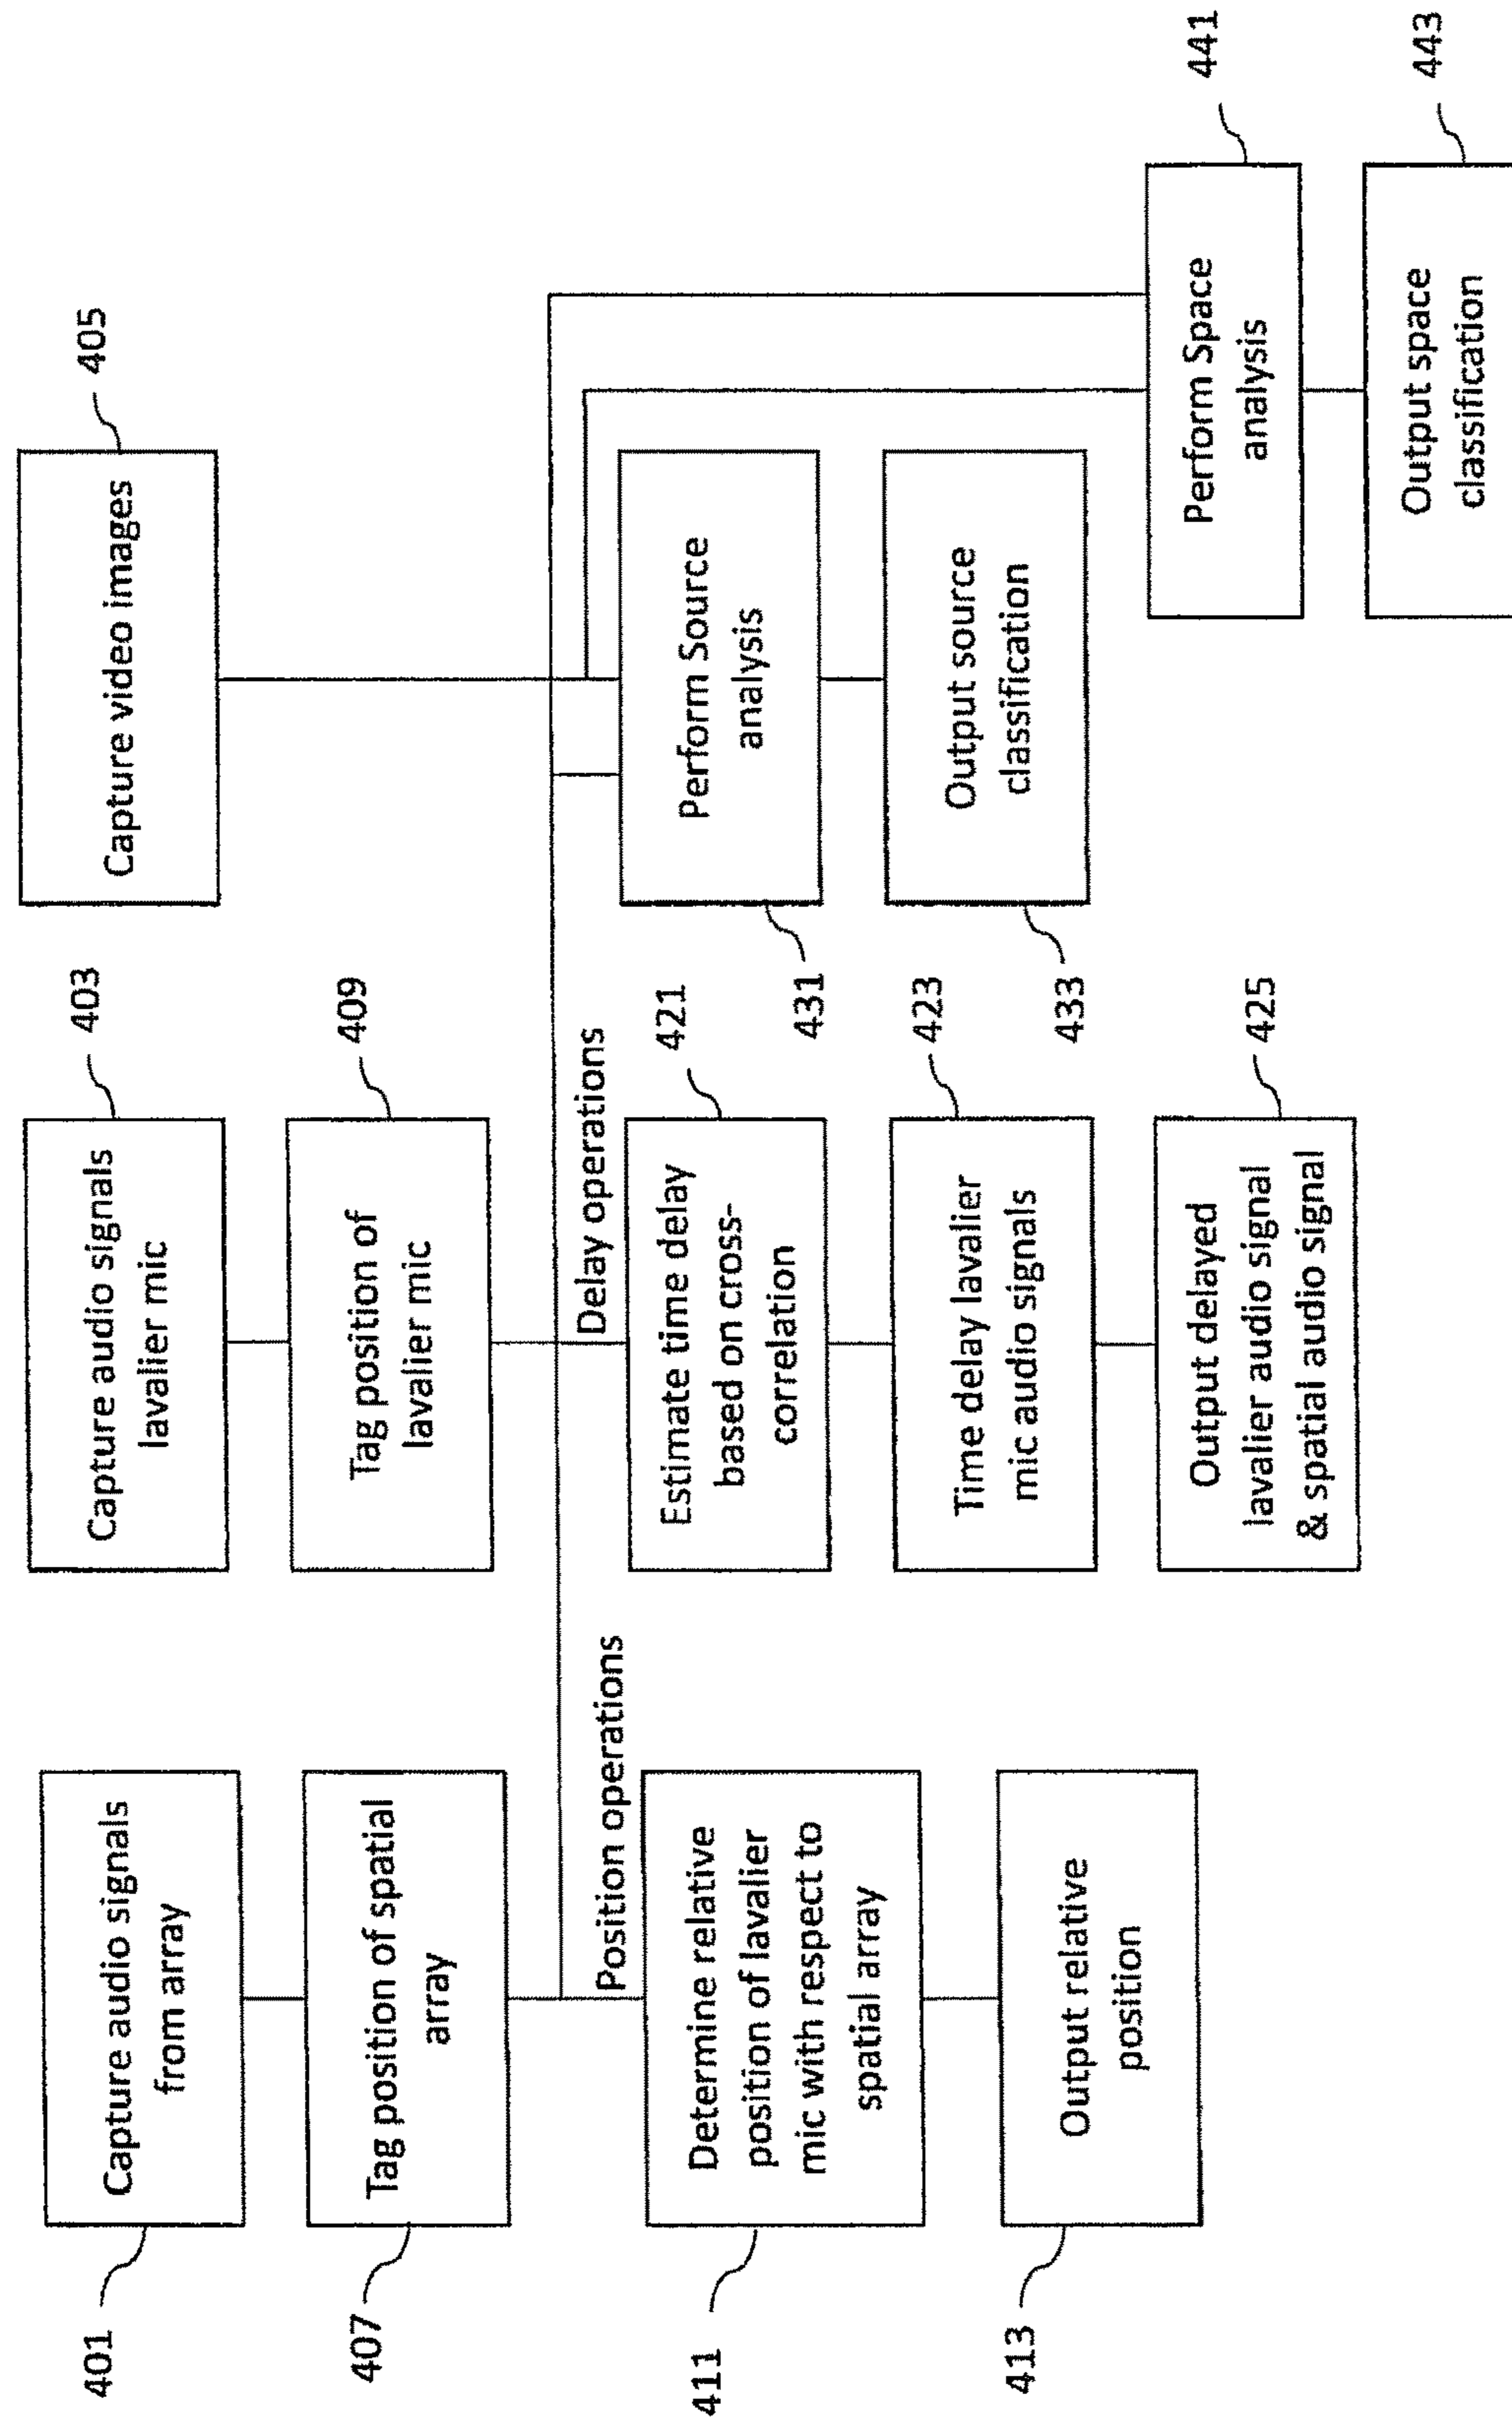 401
Capture audio signals
from array
407
Tag position of spatial
array
Position operations
411
Determine relative
position of lavalier
mic with respect to
spatial array
413
Output relative
position
Capture audio signals
lavalier mic
403
Tag position of
lavalier mic
409
Delay operations
Estimate time delay
based on cross-
correlation
421
Time delay lavalier
mic audio signals
423
Output delayed
lavalier audio signal
& spatial audio signal
425
Capture video images
405
Perform Source
analysis
431
Output source
classification
433
Perform Space
analysis
441
Output space
classification
443